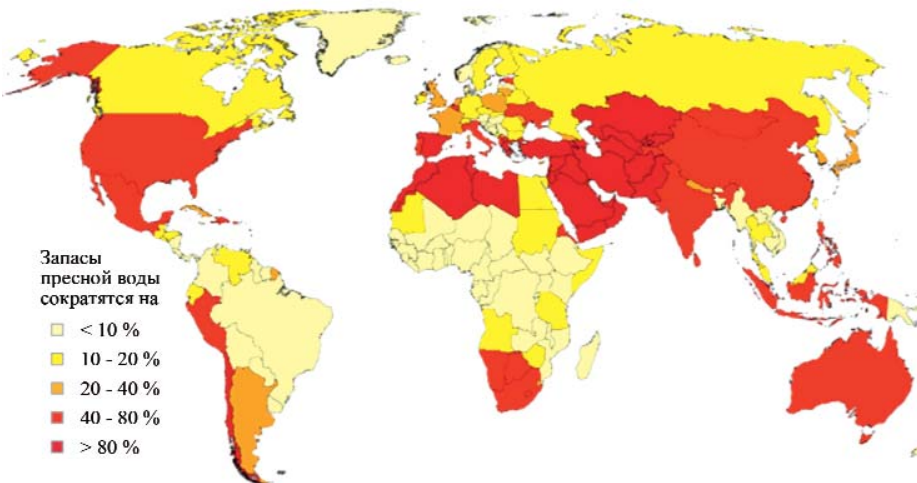 Запасы
пресной воды
сократятся на
< 10 %
10 - 20 %
20 - 40 %
40 - 80 %
> 80 %